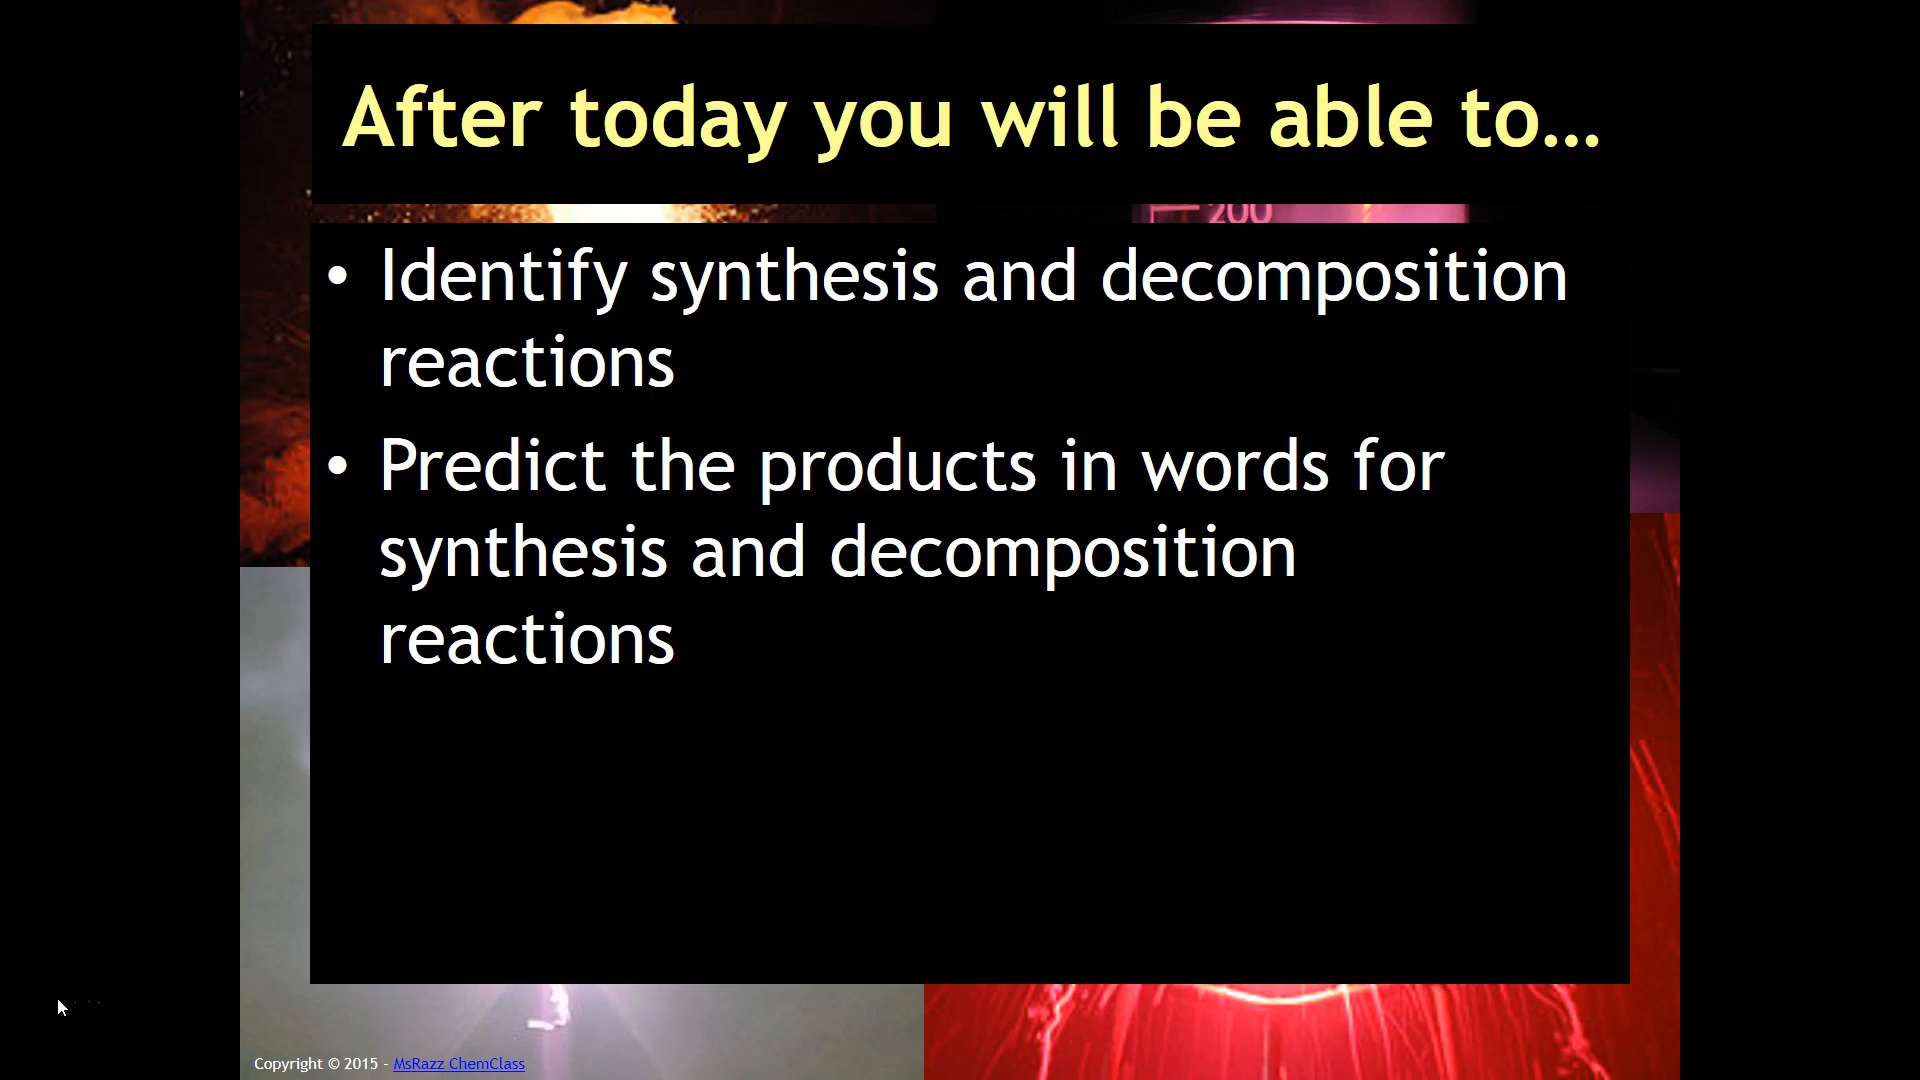 After today you will be able to…
200
• Identify synthesis and decomposition
reactions
• Predict the products in words for
synthesis and decomposition
reactions
Copyright © 2015 - MsRazz ChemClass